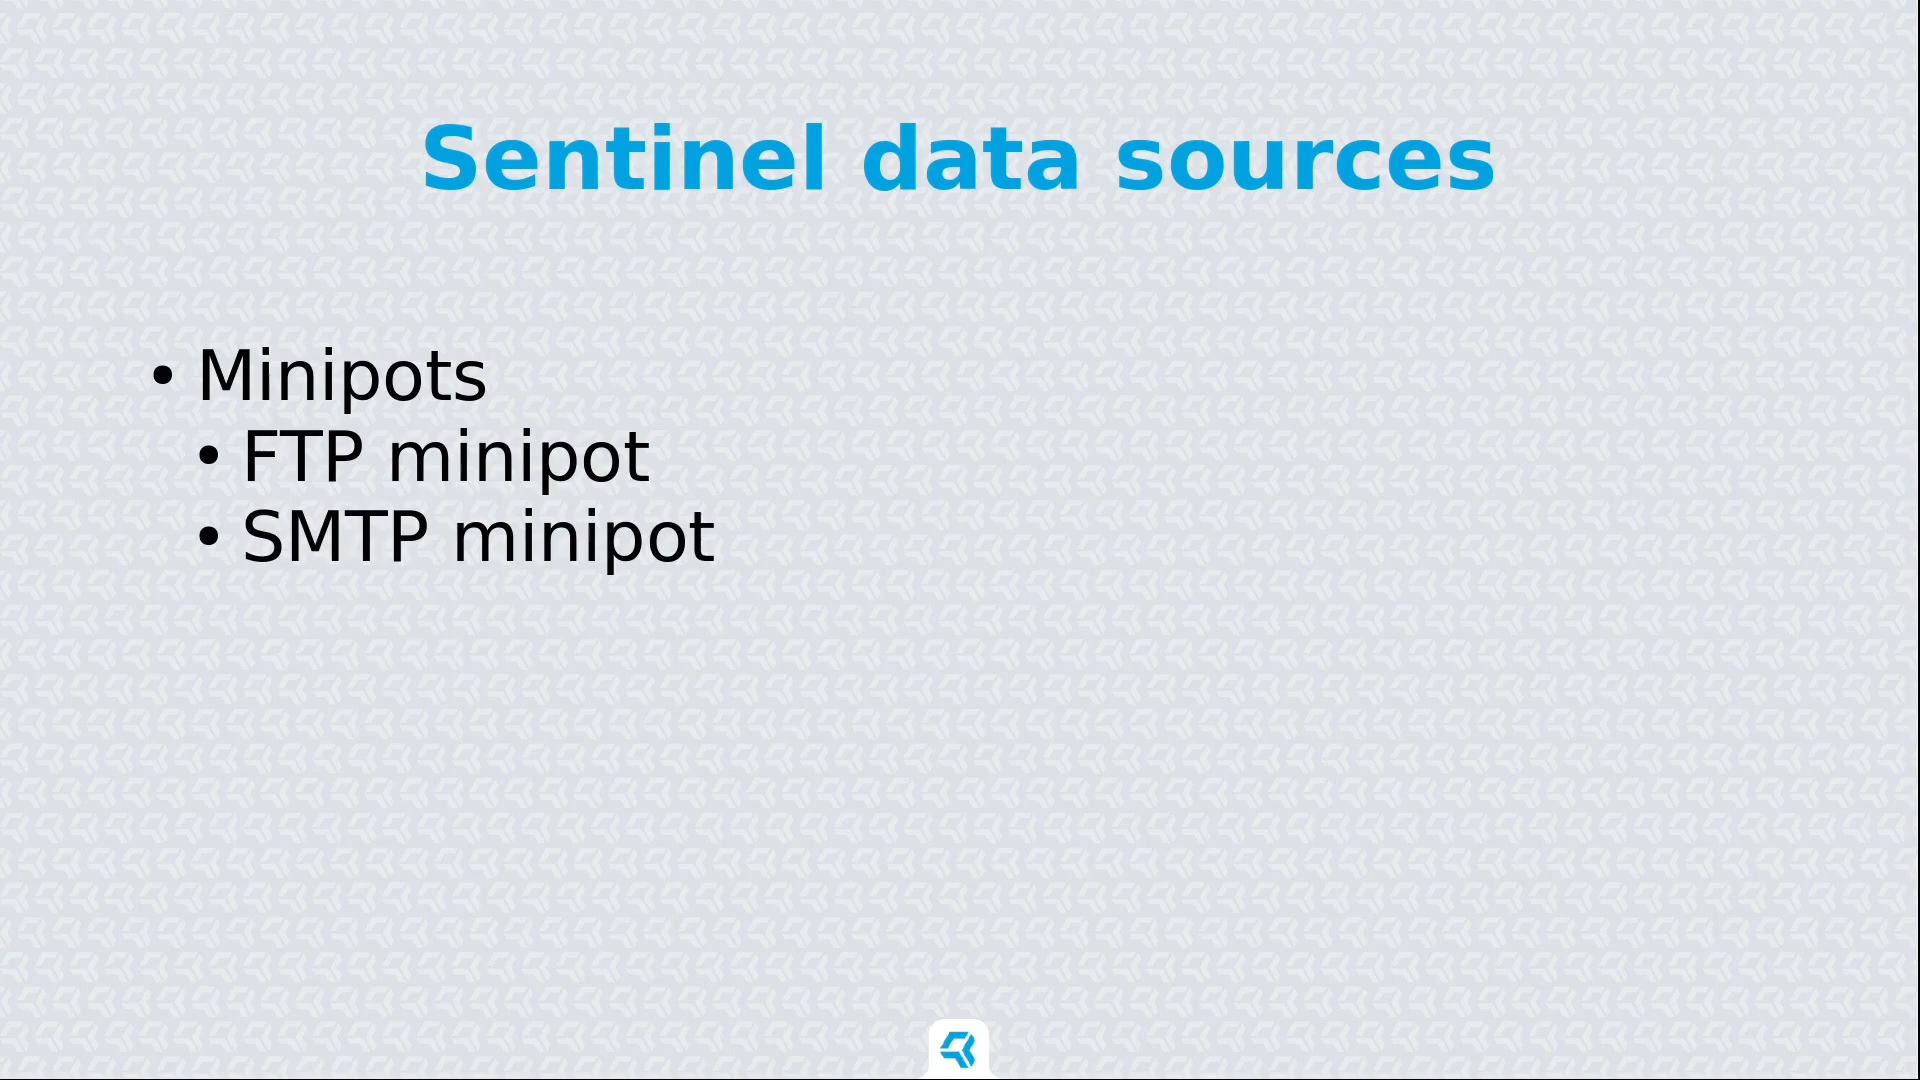 Sentinel data sources
• Minipots
• FTP minipot
• SMTP minipot